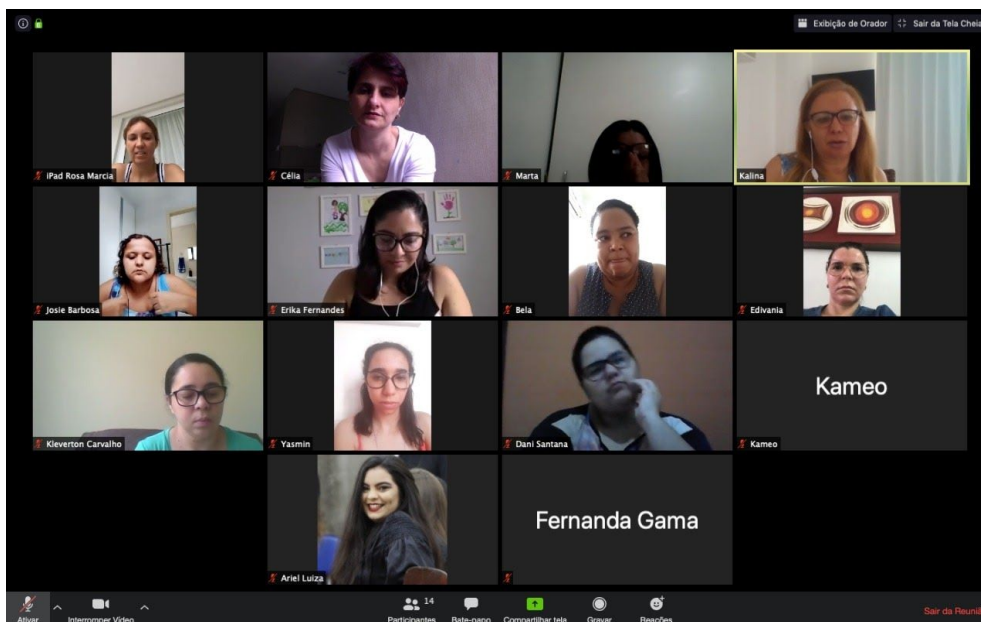 Exibição de Orador
Sair da Tela Cheia
iPad Rosa Marcia
Célia
Marta
Kalina
Josie Barbosa
Erika Fernandes
Bela
Edivania
Kleverton Carvalho
Yasmin
Dani Santana
Kameo
Kameo
Ariel Luiza
Fernanda Gama
14
Ativar
Interromper Vídeo
Participantes
Bate-papo
Compartilhar tela
Gravar
Reações
Sair da Reuniã